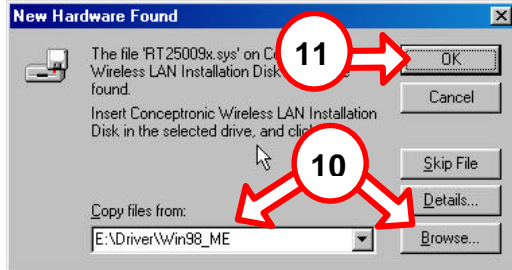 New Hardware Found
The file 'RT25009x.sys' on Co
Wireless LAN Installation Disk
found.
Insert Conceptronic Wireless LAN Installation
Disk in the selected drive, and clic
11
OK
Cancel
10
Skip File
Details...
Copy files from:
E:\Driver\Win98_ME
Browse...